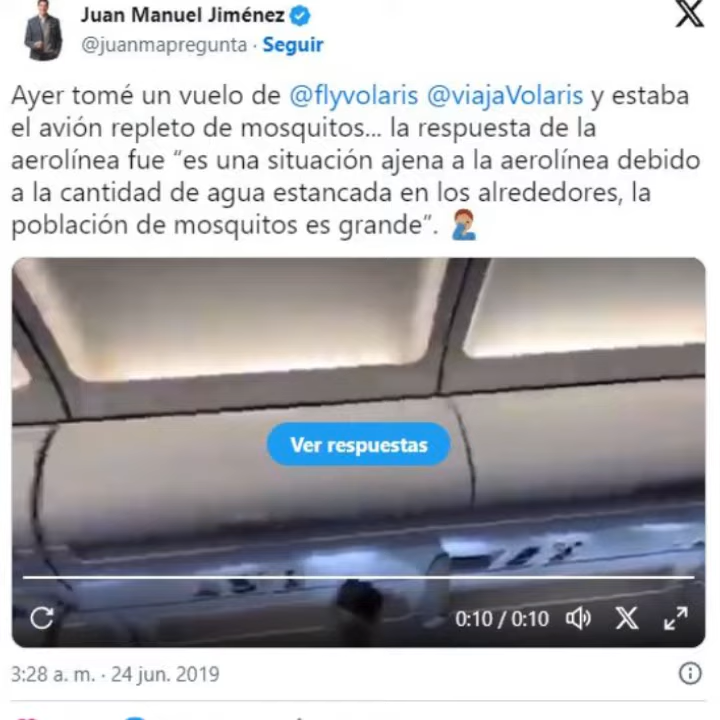 Juan Manuel Jiménez
@juanmapregunta · Seguir
Ayer tomé un vuelo de @flyvolaris @viajaVolaris y estaba
el avión repleto de mosquitos... la respuesta de la
aerolínea fue “es una situación ajena a la aerolínea debido
a la cantidad de agua estancada en los alrededores, la
población de mosquitos es grande”. 🤦🏽‍♂️
Ver respuestas
0:10 / 0:10
3:28 a. m. · 24 jun. 2019